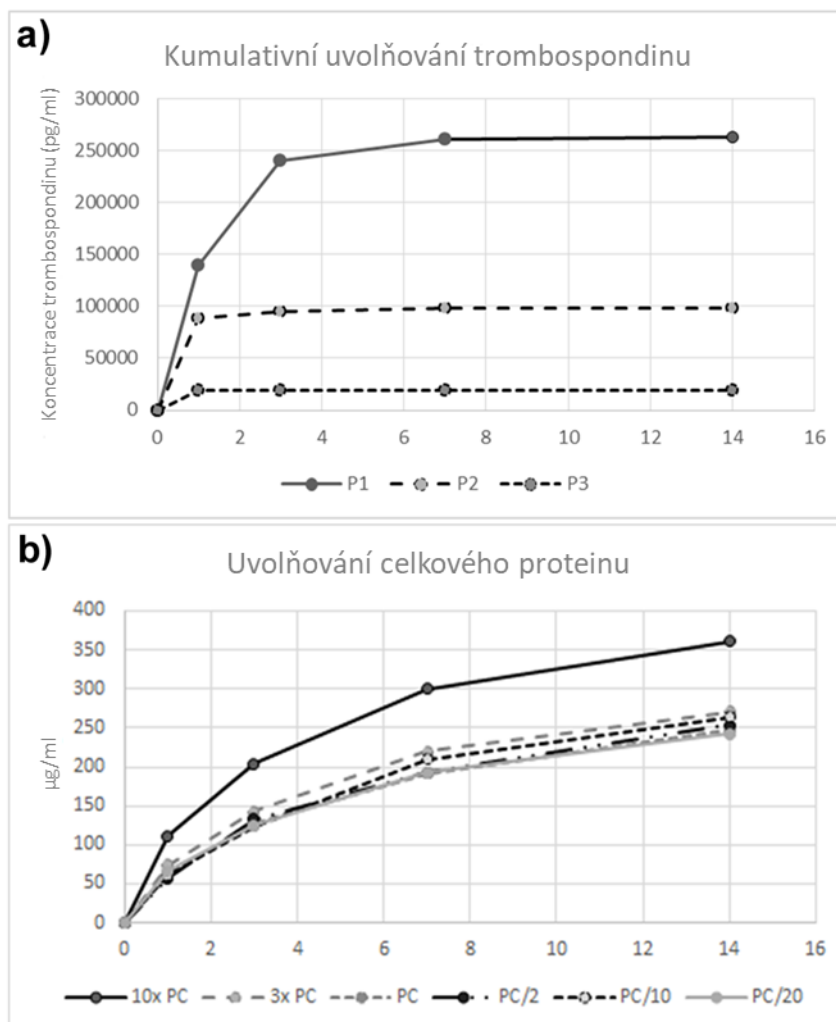 a)
Kumulativní uvolňování trombospondinu
Koncentrace trombospondinu (pg/ml)
300000
250000
200000
150000
100000
50000
0
0 2 4 6 8 10 12 14 16
P1 P2 P3
b)
Uvolňování celkového proteinu
µg/ml
400
350
300
250
200
150
100
50
0
0 2 4 6 8 10 12 14 16
10x PC 3x PC PC PC/2 PC/10 PC/20